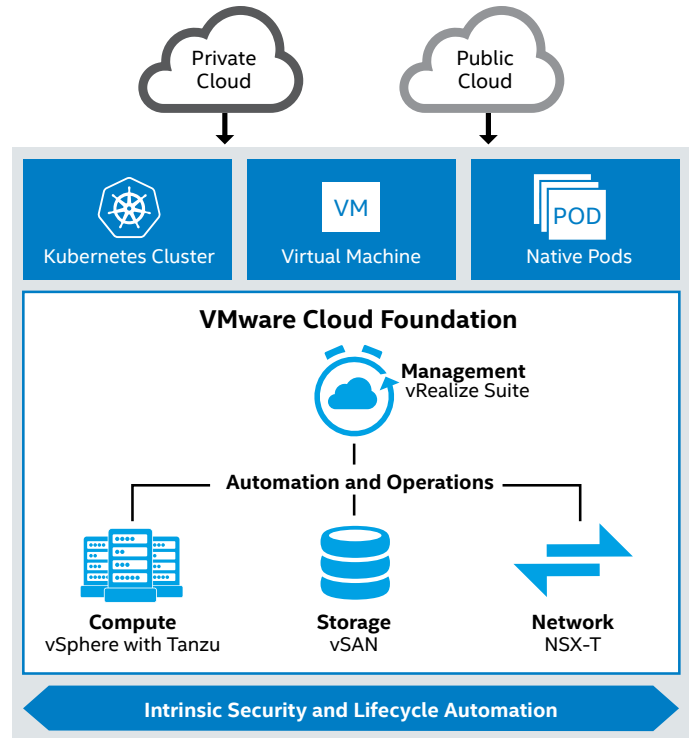 Private
Cloud
Public
Cloud
Kubernetes Cluster
VM
Virtual Machine
POD
Native Pods
VMware Cloud Foundation
Management
vRealize Suite
Automation and Operations
Compute
vSphere with Tanzu
Storage
vSAN
Network
NSX-T
Intrinsic Security and Lifecycle Automation